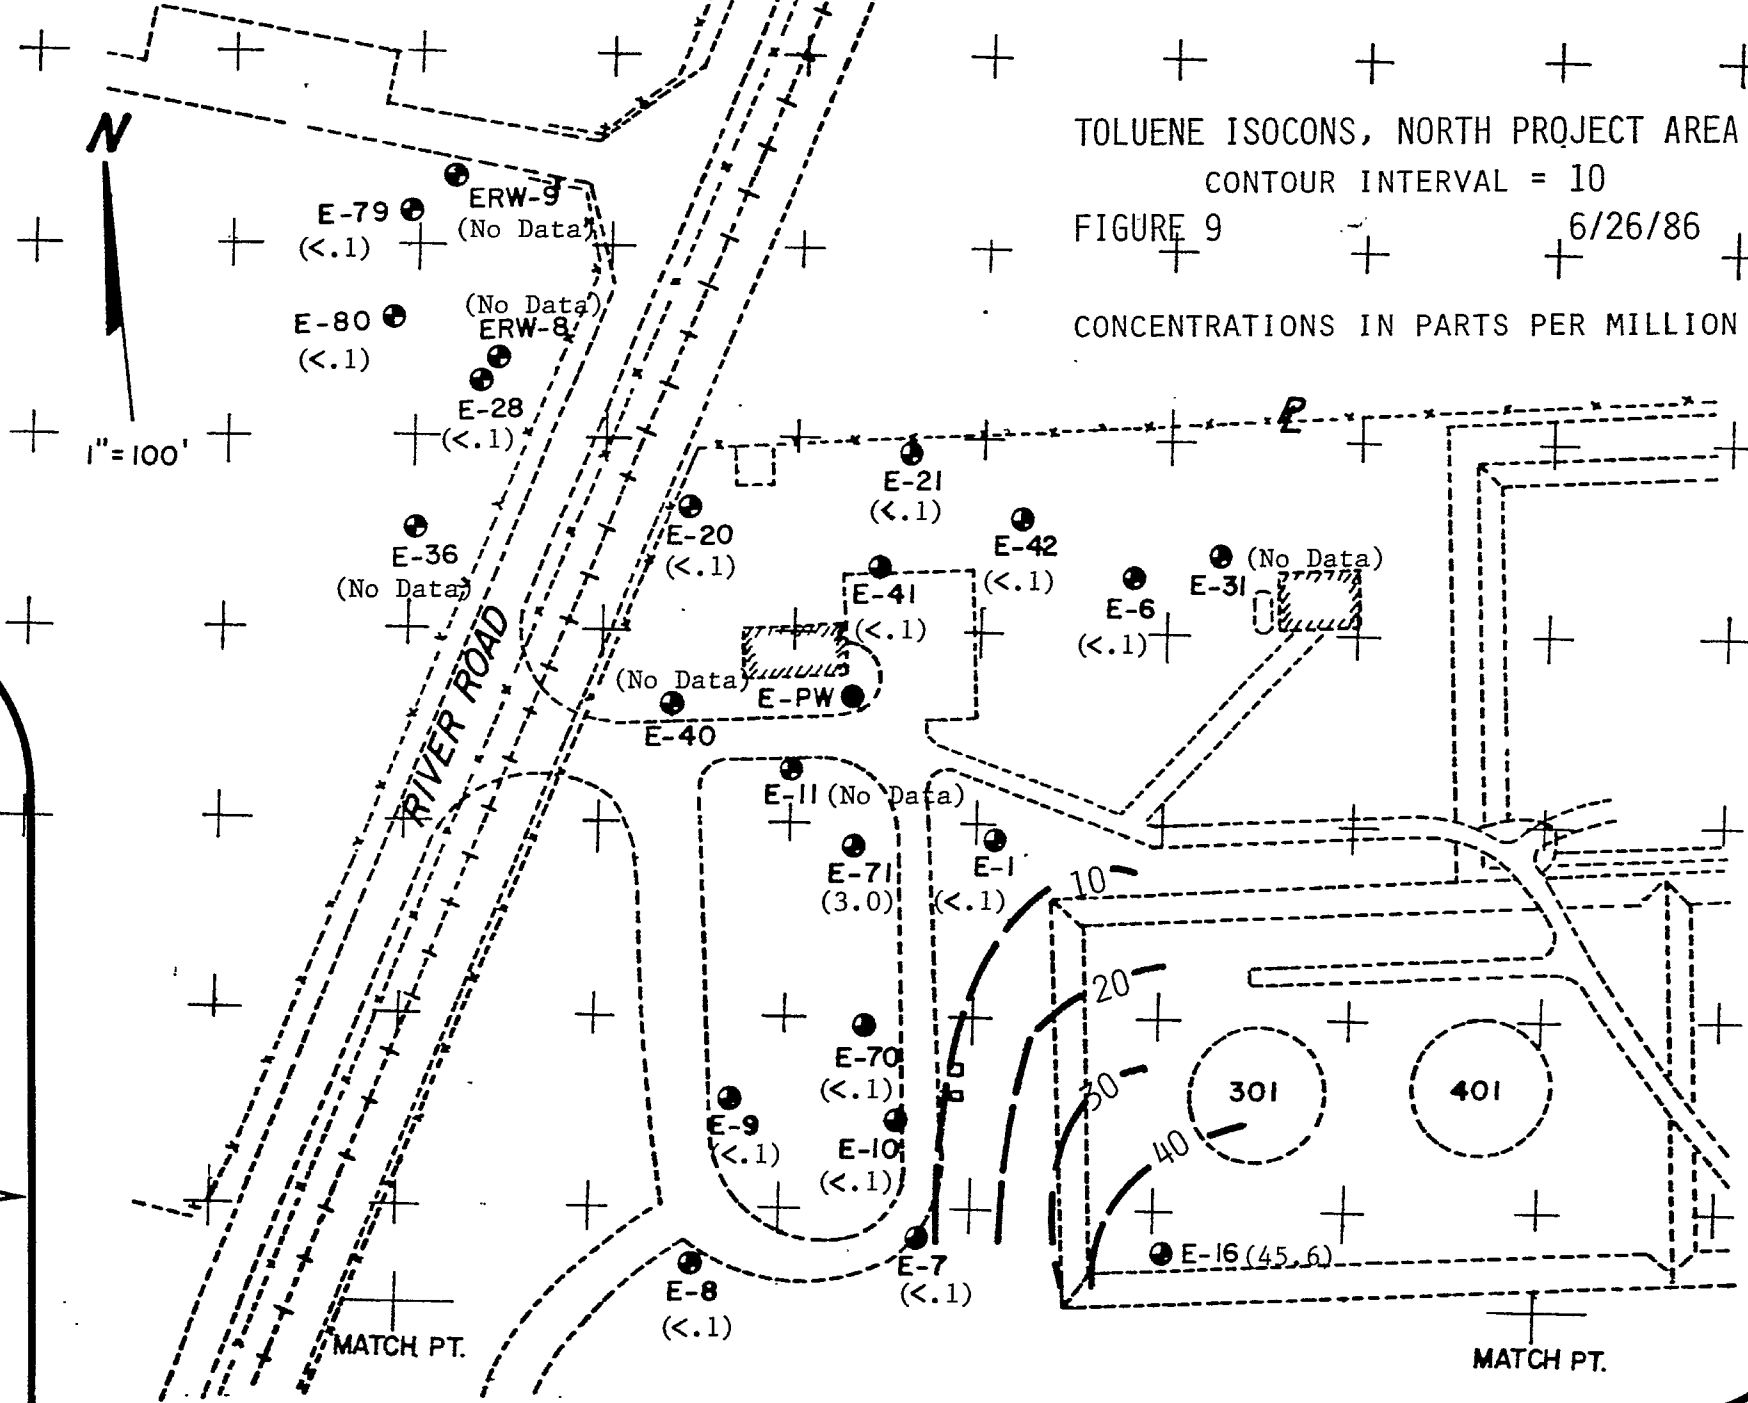 TOLUENE ISOCONS, NORTH PROJECT AREA
CONTOUR INTERVAL = 10
FIGURE 9 6/26/86
CONCENTRATIONS IN PARTS PER MILLION
N
1"=100'
ERW-9
(No Data)
E-79
(<.1)
(No Data)
ERW-8
E-80
(<.1)
E-28
(<.1)
E-36
(No Data)
RIVER ROAD
PL
E-21
(<.1)
E-20
(<.1)
E-42
(<.1)
E-41
(<.1)
E-6
(<.1)
E-31 (No Data)
(No Data)
E-PW
E-40
E-11 (No Data)
E-71
(3.0)
E-1
(<.1)
10
20
30
40
301
401
E-70
(<.1)
E-9
(<.1)
E-10
(<.1)
E-7
(<.1)
E-8
(<.1)
E-16 (45.6)
MATCH PT.
MATCH PT.